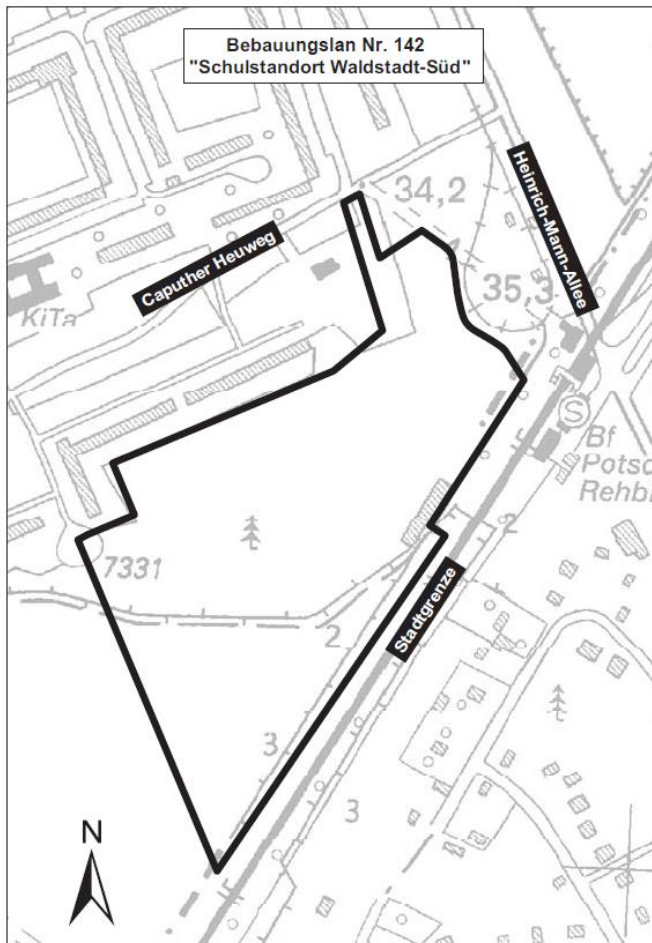 Bebauungslan Nr. 142
"Schulstandort Waldstadt-Süd"
Heinrich-Mann-Allee
34,2
Caputher Heuweg
35,3
KiTa
S
Bf
Potsd
Rehb
2
7331
Stadtgrenze
2
3
3
N